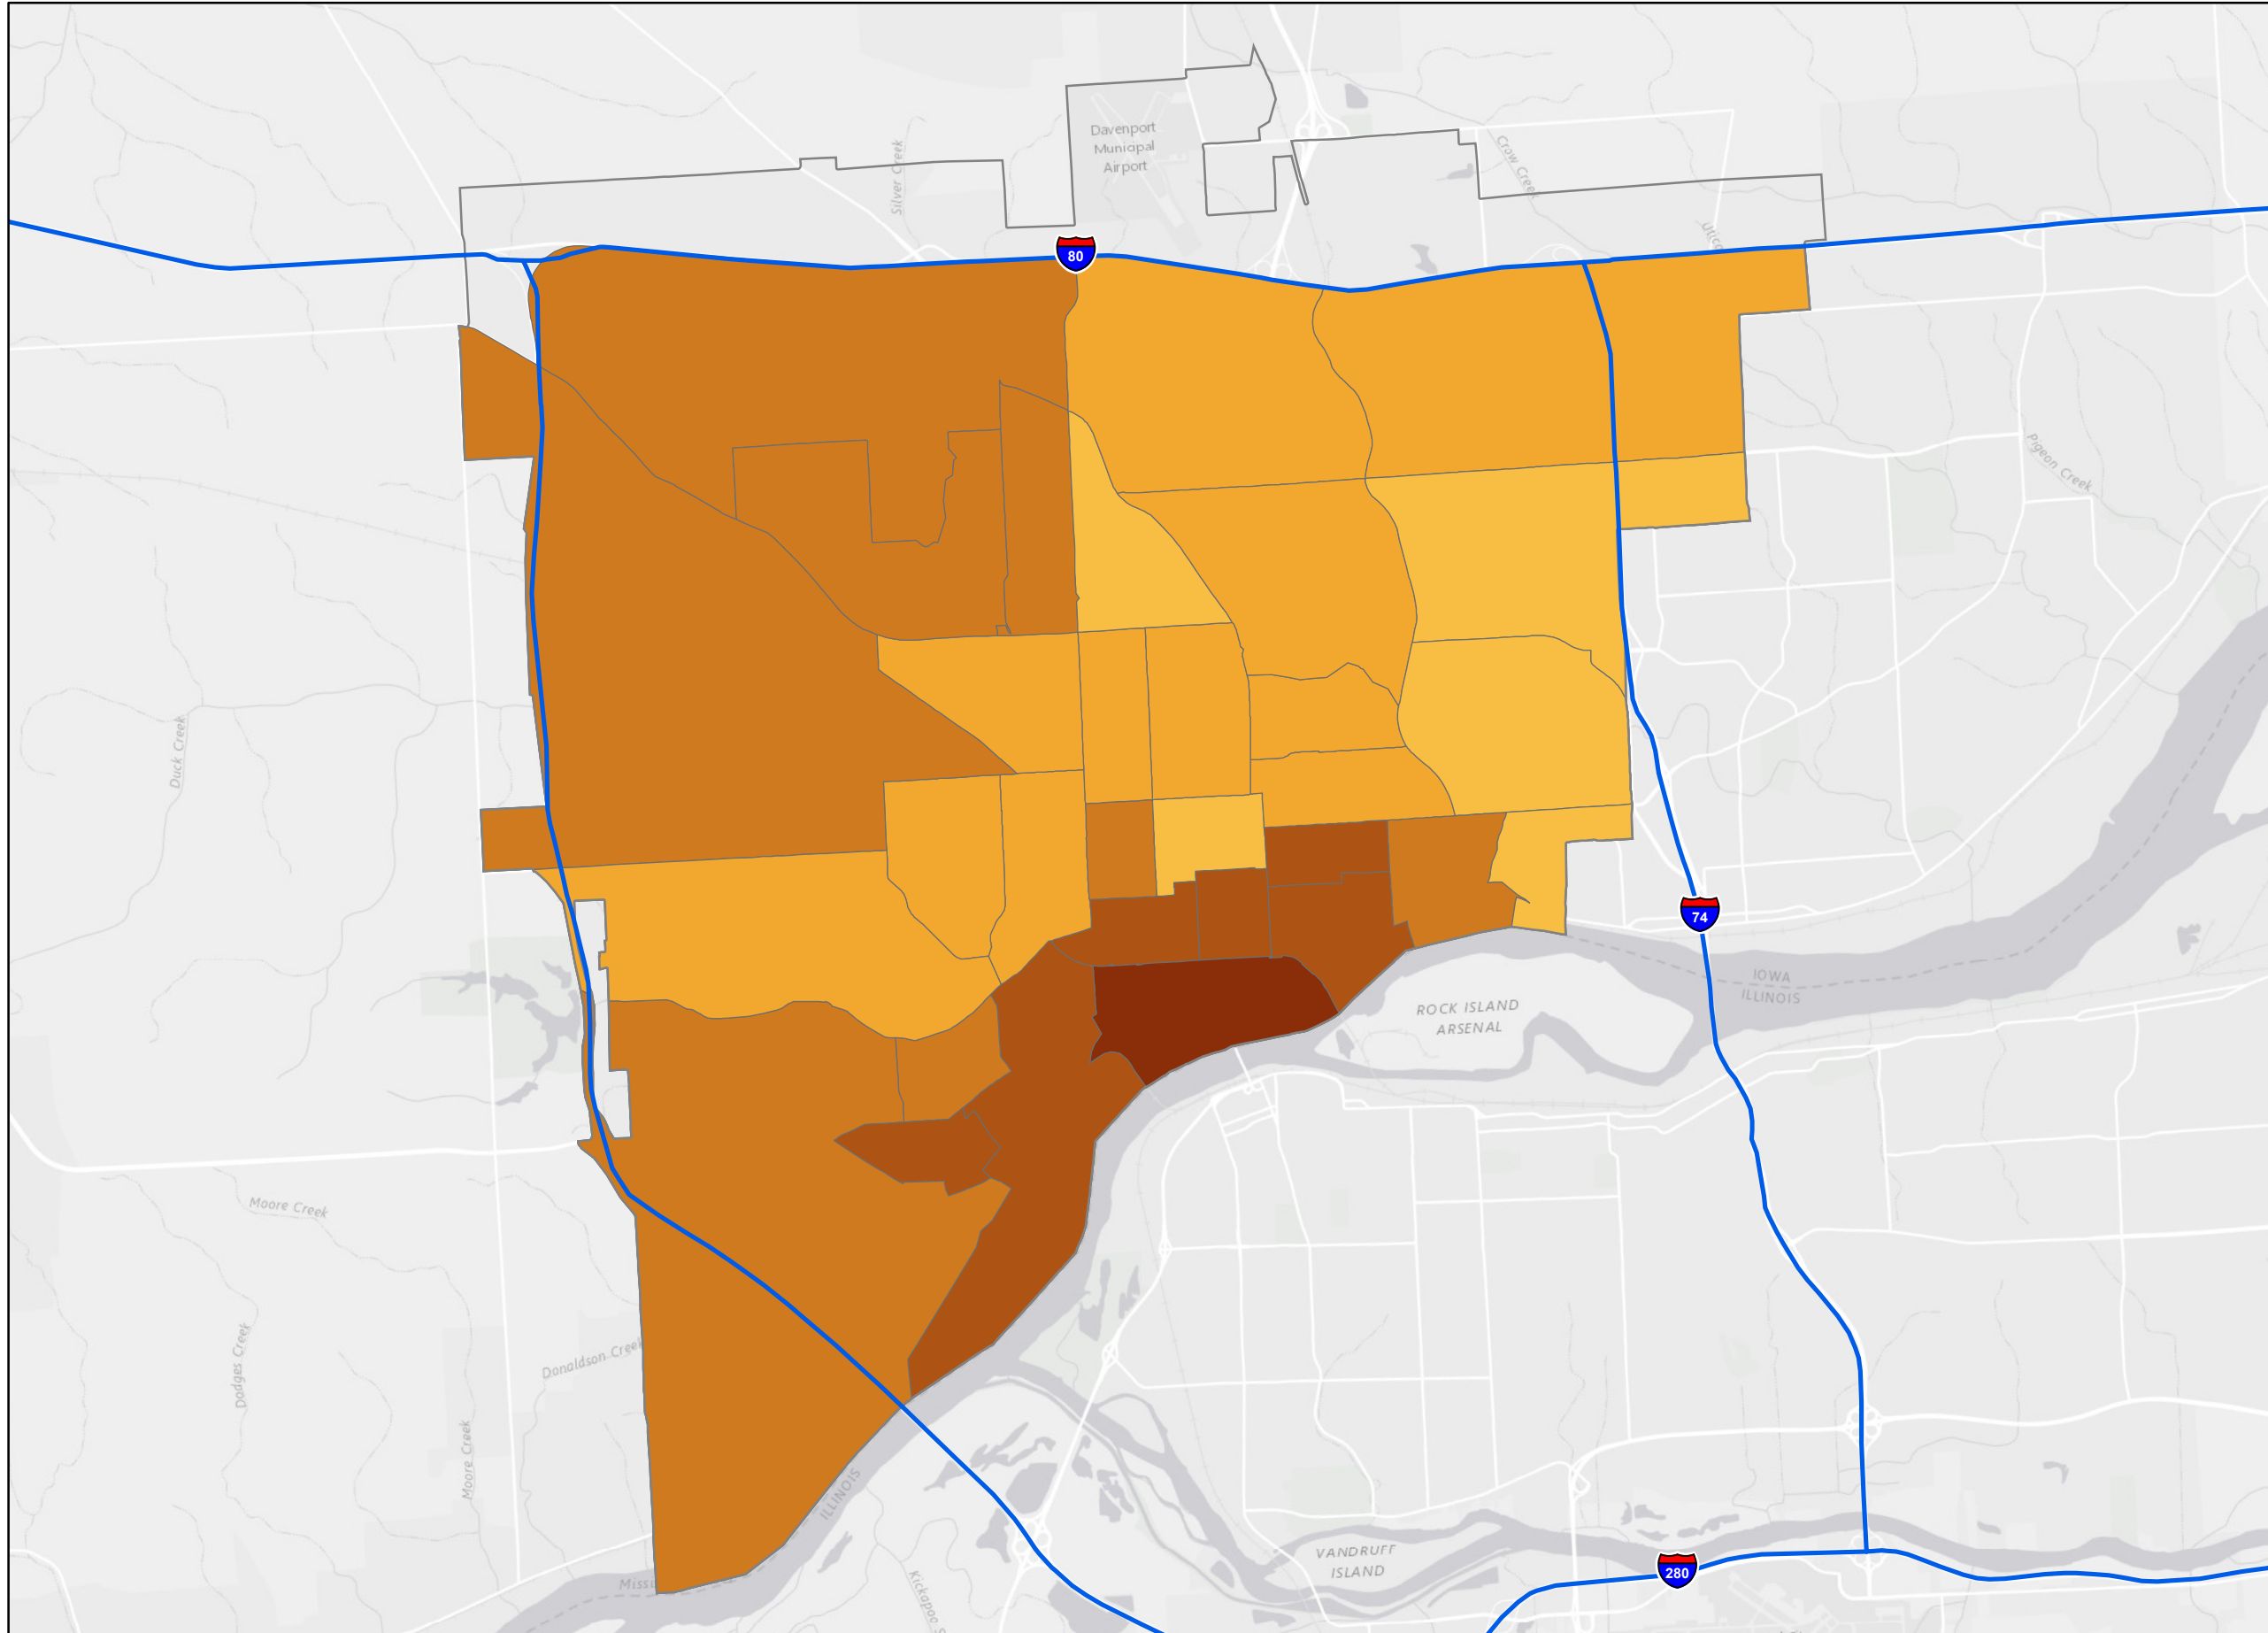 Davenport
Municipal
Airport
Silver Creek
Crow Creek
80
Pigeon Creek
Duck Creek
74
IOWA
ILLINOIS
ROCK ISLAND
ARSENAL
Moore Creek
Dodges Creek
Donaldson Creek
Moore Creek
ILLINOIS
VANDRUFF
ISLAND
280